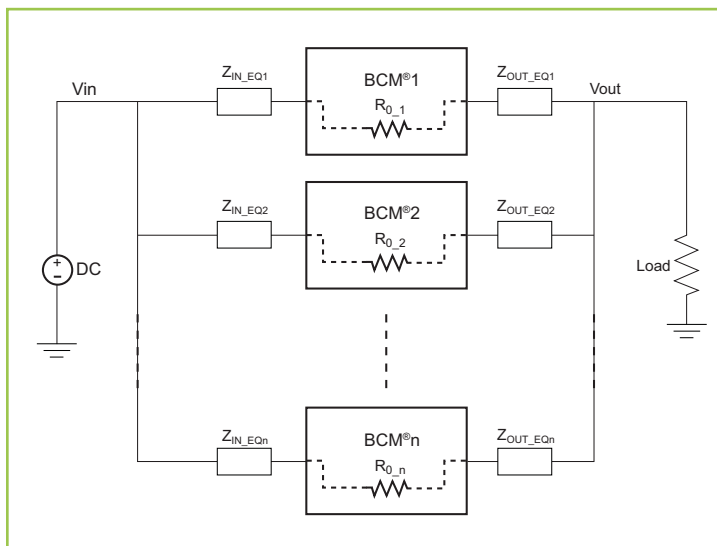 Vin
Z_IN_EQ1
BCM®1
R_0_1
Z_OUT_EQ1
Vout
Z_IN_EQ2
BCM®2
R_0_2
Z_OUT_EQ2
+
–
DC
Load
Z_IN_EQn
BCM®n
R_0_n
Z_OUT_EQn